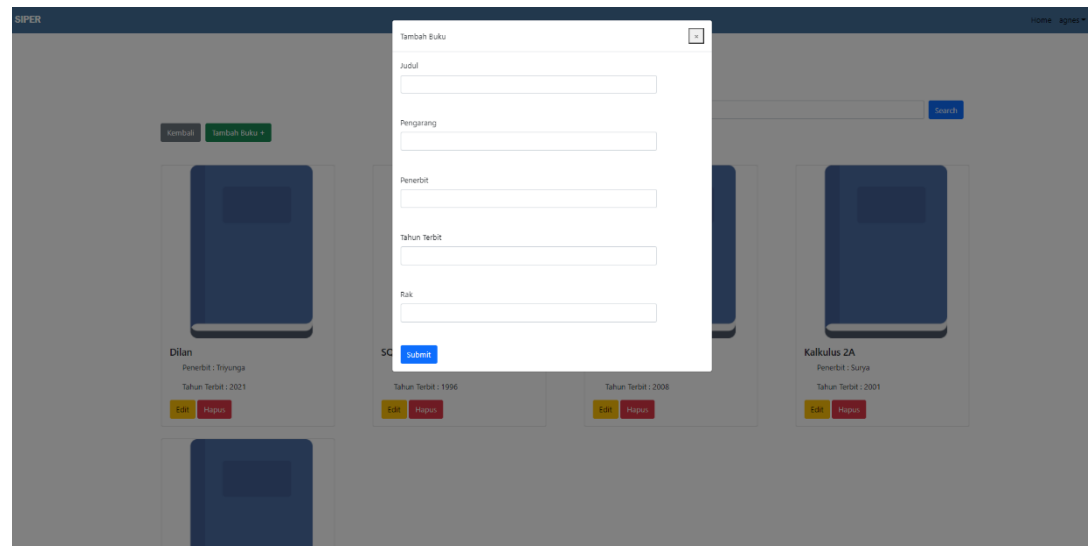 SIPER
Home agnes
Tambah Buku
×
Judul
Search
Kembali
Tambah Buku +
Pengarang
Penerbit
Tahun Terbit
Rak
Submit
Dilan
Penerbit : Triyunga
Tahun Terbit : 2021
Edit Hapus
SQ
Tahun Terbit : 1996
Edit Hapus
Tahun Terbit : 2006
Edit Hapus
Kalkulus 2A
Penerbit : Surya
Tahun Terbit : 2001
Edit Hapus